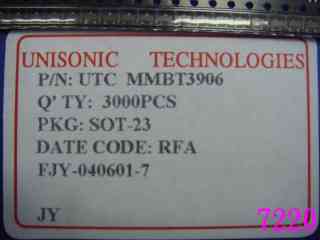 UNISONIC TECHNOLOGIES
P/N: UTC MMBT3906
Q' TY: 3000PCS
PKG: SOT-23
DATE CODE: RFA
FJY-040601-7
JY
7220